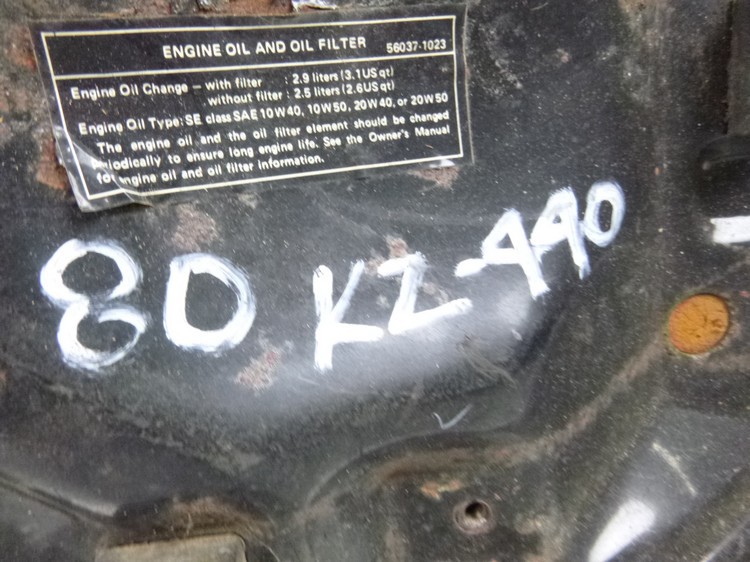 ENGINE OIL AND OIL FILTER 56037-1023
Engine Oil Change – with filter : 2.9 liters (3.1 US qt)
without filter : 2.5 liters (2.6 US qt)
Engine Oil Type: SE class SAE 10W40, 10W50, 20W40, or 20W50
The engine oil and the oil filter element should be changed
riodically to ensure long engine life. See the Owner's Manual
for engine oil and oil filter information.
80 KZ-440